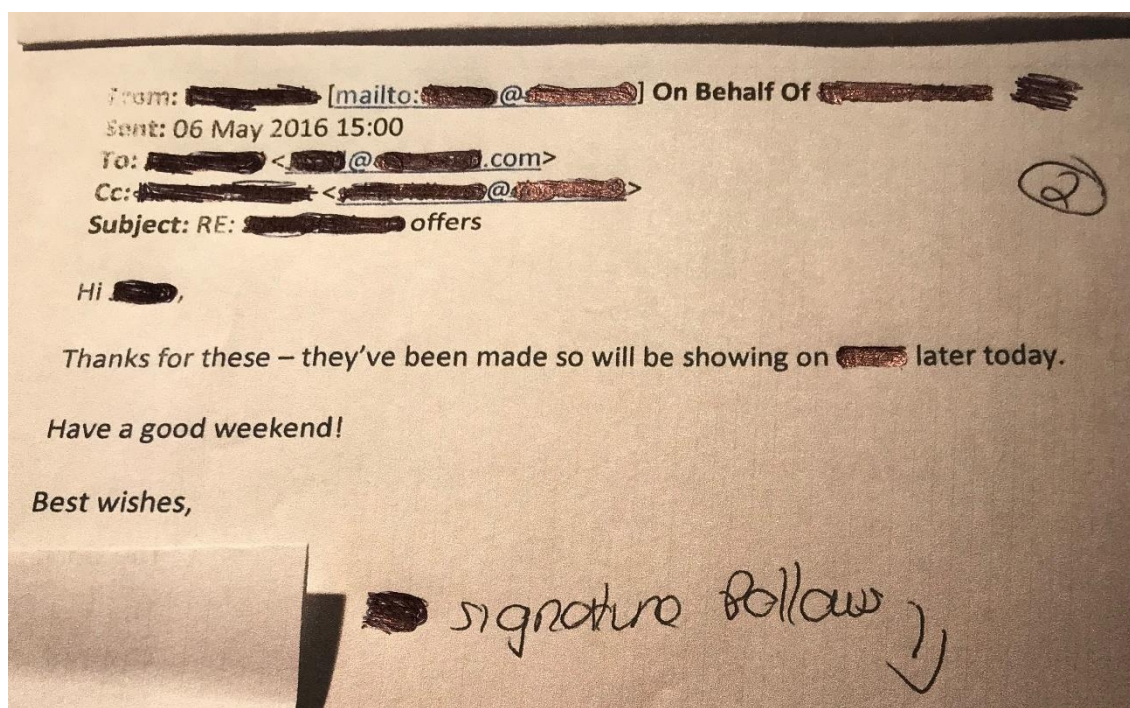 From: [mailto: @ ] On Behalf Of
Sent: 06 May 2016 15:00
To: < @ .com>
Cc: < @ >
2
Subject: RE: offers
Hi ,
Thanks for these – they've been made so will be showing on later today.
Have a good weekend!
Best wishes,
signature follows